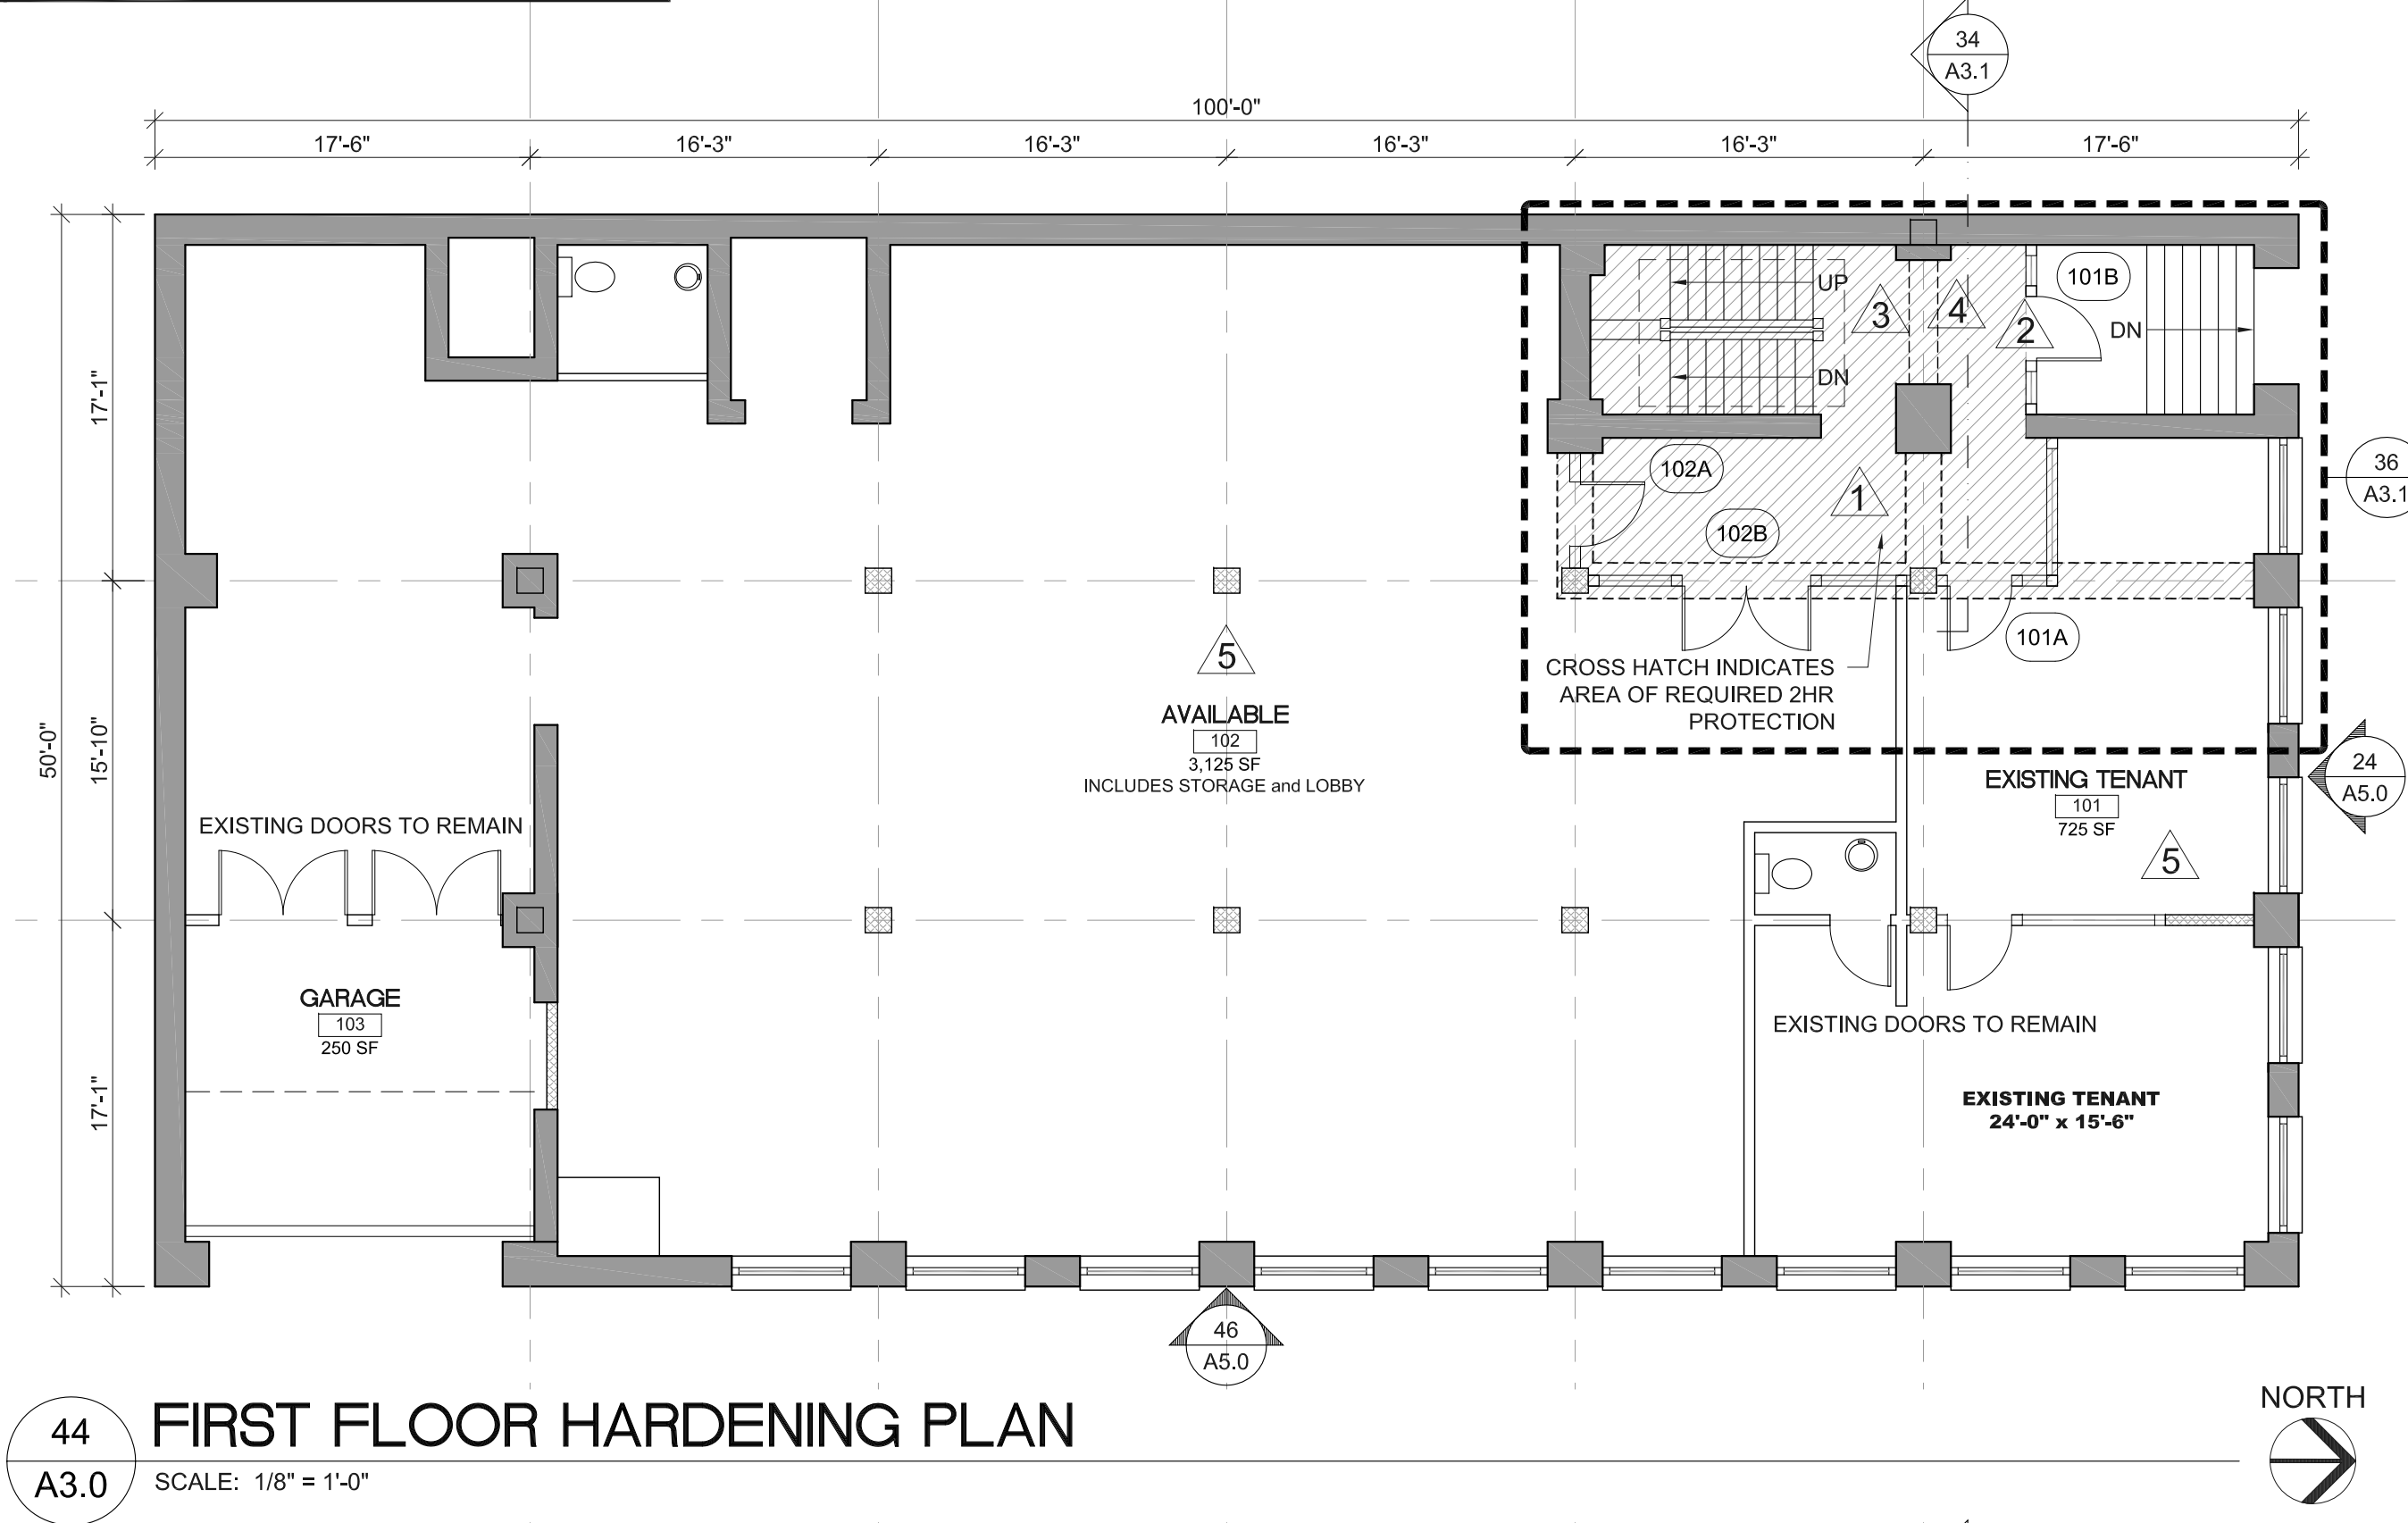 34
A3.1
100'-0"
17'-6"
16'-3"
16'-3"
16'-3"
16'-3"
17'-6"
UP
3
4
2
101B
DN
DN
17'-1"
102A
1
102B
36
A3.1
101A
5
CROSS HATCH INDICATES
AREA OF REQUIRED 2HR
PROTECTION
50'-0"
15'-10"
AVAILABLE
102
3,125 SF
INCLUDES STORAGE and LOBBY
24
A5.0
EXISTING TENANT
101
725 SF
5
EXISTING DOORS TO REMAIN
GARAGE
103
250 SF
EXISTING DOORS TO REMAIN
17'-1"
EXISTING TENANT
24'-0" x 15'-6"
46
A5.0
44
A3.0
FIRST FLOOR HARDENING PLAN
SCALE: 1/8" = 1'-0"
NORTH